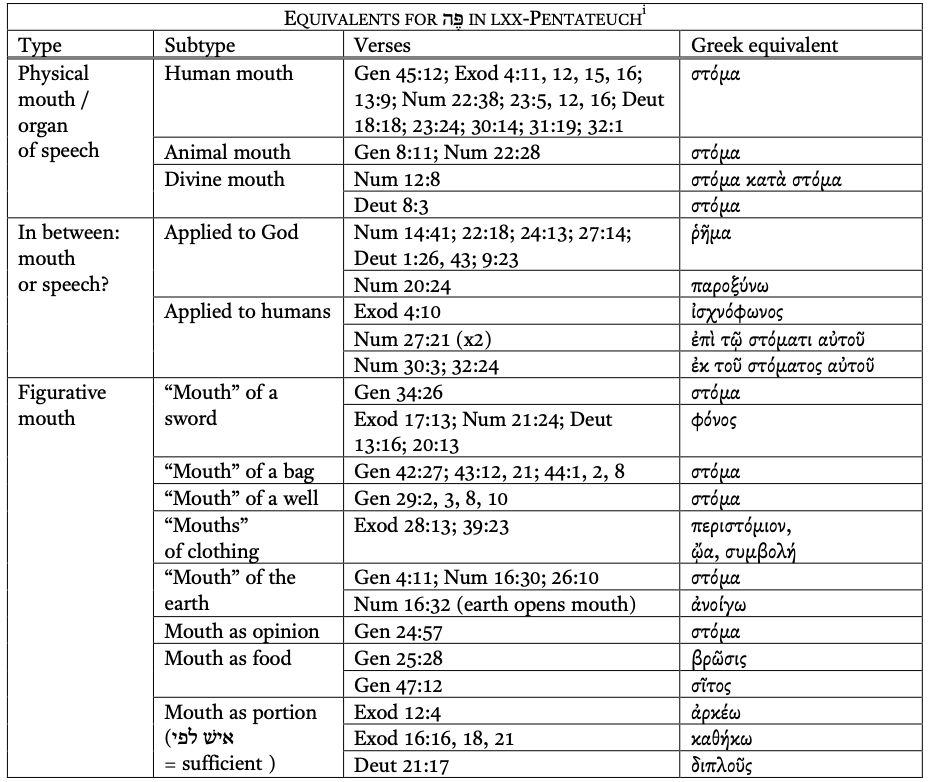 EQUIVALENTS FOR פֶּה IN LXX-PENTATEUCHⁱ
Type Subtype Verses Greek equivalent
Physical Human mouth Gen 45:12; Exod 4:11, 12, 15, 16; στόμα
mouth / 13:9; Num 22:38; 23:5, 12, 16; Deut
organ 18:18; 23:24; 30:14; 31:19; 32:1
of speech Animal mouth Gen 8:11; Num 22:28 στόμα
Divine mouth Num 12:8 στόμα κατὰ στόμα
Deut 8:3 στόμα
In between: Applied to God Num 14:41; 22:18; 24:13; 27:14; ῥῆμα
mouth Deut 1:26, 43; 9:23
or speech? Num 20:24 παροξύνω
Applied to humans Exod 4:10 ἰσχνόφωνος
Num 27:21 (x2) ἐπὶ τῷ στόματι αὐτοῦ
Num 30:3; 32:24 ἐκ τοῦ στόματος αὐτοῦ
Figurative “Mouth” of a Gen 34:26 στόμα
mouth sword Exod 17:13; Num 21:24; Deut φόνος
13:16; 20:13
“Mouth” of a bag Gen 42:27; 43:12, 21; 44:1, 2, 8 στόμα
“Mouth” of a well Gen 29:2, 3, 8, 10 στόμα
“Mouths” Exod 28:13; 39:23 περιστόμιον,
of clothing ᾤα, συμβολή
“Mouth” of the Gen 4:11; Num 16:30; 26:10 στόμα
earth Num 16:32 (earth opens mouth) ἀνοίγω
Mouth as opinion Gen 24:57 στόμα
Mouth as food Gen 25:28 βρῶσις
Gen 47:12 σῖτος
Mouth as portion Exod 12:4 ἀρκέω
(איש לפי Exod 16:16, 18, 21 καθήκω
= sufficient ) Deut 21:17 διπλοῦς